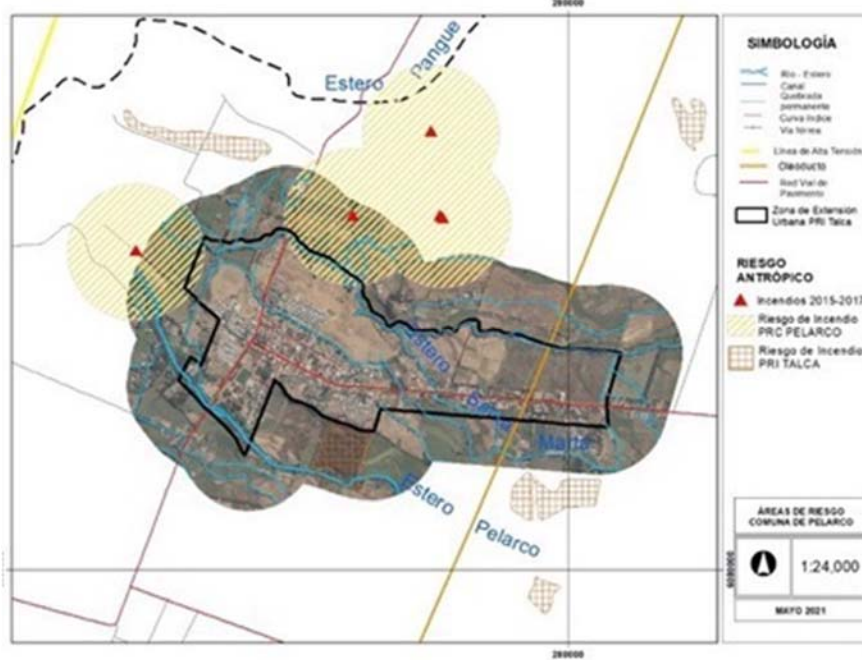 280000
Estero Pangue
Estero
Santa
María
Estero
Pelarco
280000
6080000
SIMBOLOGÍA
Río - Estero
Canal
Quebrada
permanente
Curva Índice
Vía férrea
Línea de Alta Tensión
Oleoducto
Red Vial de
Pavimento
Zona de Extensión
Urbana PRI Talca
RIESGO
ANTRÓPICO
Incendios 2015-2017
Riesgo de Incendio
PRC PELARCO
Riesgo de Incendio
PRI TALCA
ÁREAS DE RIESGO
COMUNA DE PELARCO
1:24,000
MAYO 2021